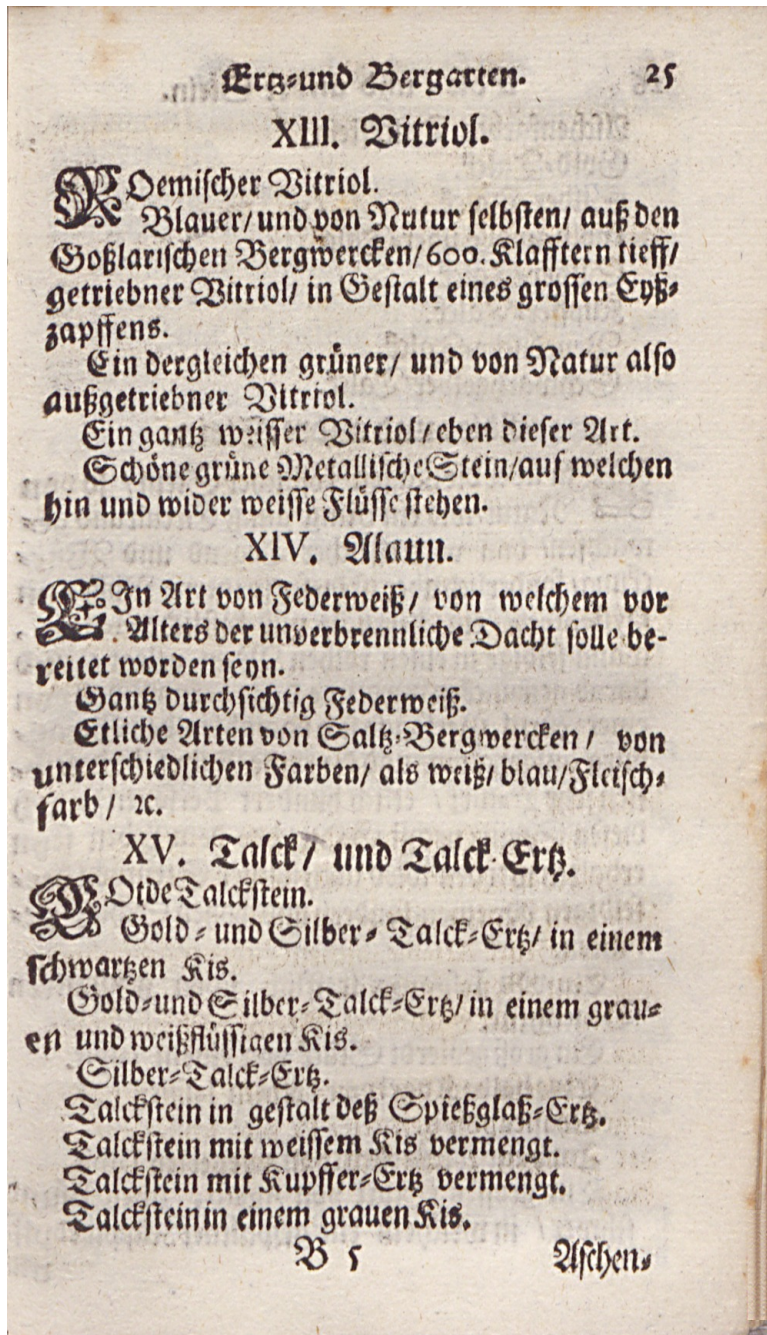 Ertz-und Bergarten. 25
XIII. Vitriol.
ROemischer Vitriol.
Blauer/und von Natur selbsten/ auß den
Goßlarischen Bergwercken/600. Klafftern tieff/
getriebner Vitriol/ in Gestalt eines grossen Eyß-
zapffens.
Ein dergleichen grüner/ und von Natur also
außgetriebner Vitriol.
Ein gantz weisser Vitriol/eben dieser Art.
Schöne grüne Metallische Stein/auf welchen
hin und wider weisse Flüsse stehen.
XIV. Alaun.
EIn Art von Federweiß/ von welchem vor
Alters der unverbrennliche Dacht solle be-
reitet worden seyn.
Gantz durchsichtig Federweiß.
Etliche Arten von Saltz-Bergwercken/ von
unterschiedlichen Farben/ als weiß/blau/Fleisch-
farb/ ꝛc.
XV. Talck/ und Talck-Ertz.
ROtde Talckstein.
Gold- und Silber- Talck-Ertz/ in einem
schwartzen Kis.
Gold-und Silber-Talck-Ertz/in einem grau-
en und weißflüssigen Kis.
Silber-Talck-Ertz.
Talckstein in gestalt deß Spießglaß-Ertz.
Talckstein mit weissem Kis vermengt.
Talckstein mit Kupffer-Ertz vermengt.
Talckstein in einem grauen Kis.
B 5 Aschen-